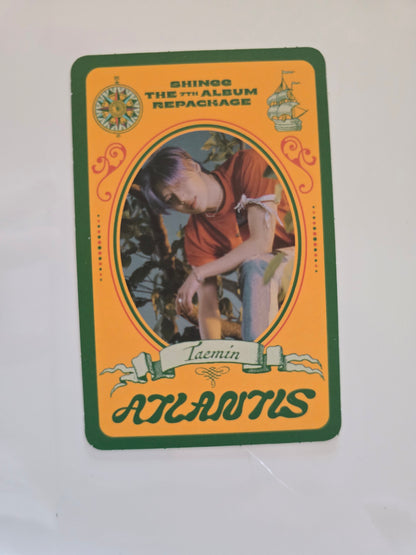 SHINee
THE 7TH ALBUM
REPACKAGE
Taemin
ATLANTIS